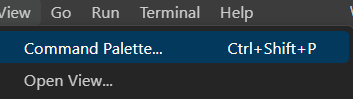 View Go Run Terminal Help
Command Palette... Ctrl+Shift+P
Open View...